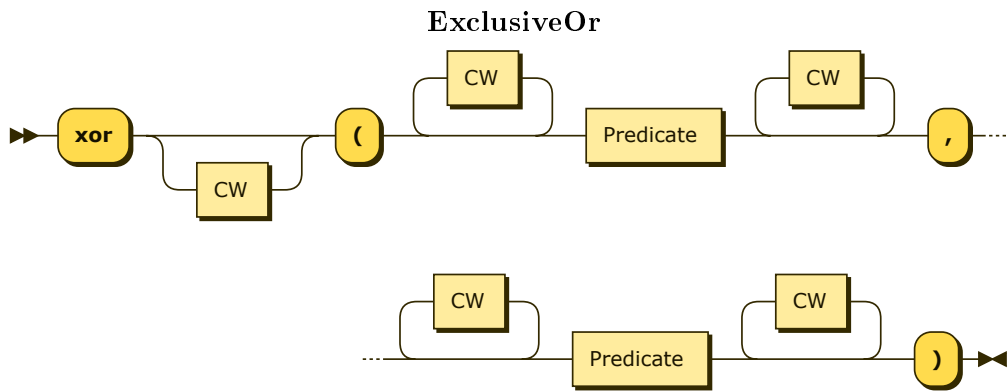 ExclusiveOr
CW CW
xor ( Predicate ,
CW
CW CW
Predicate )